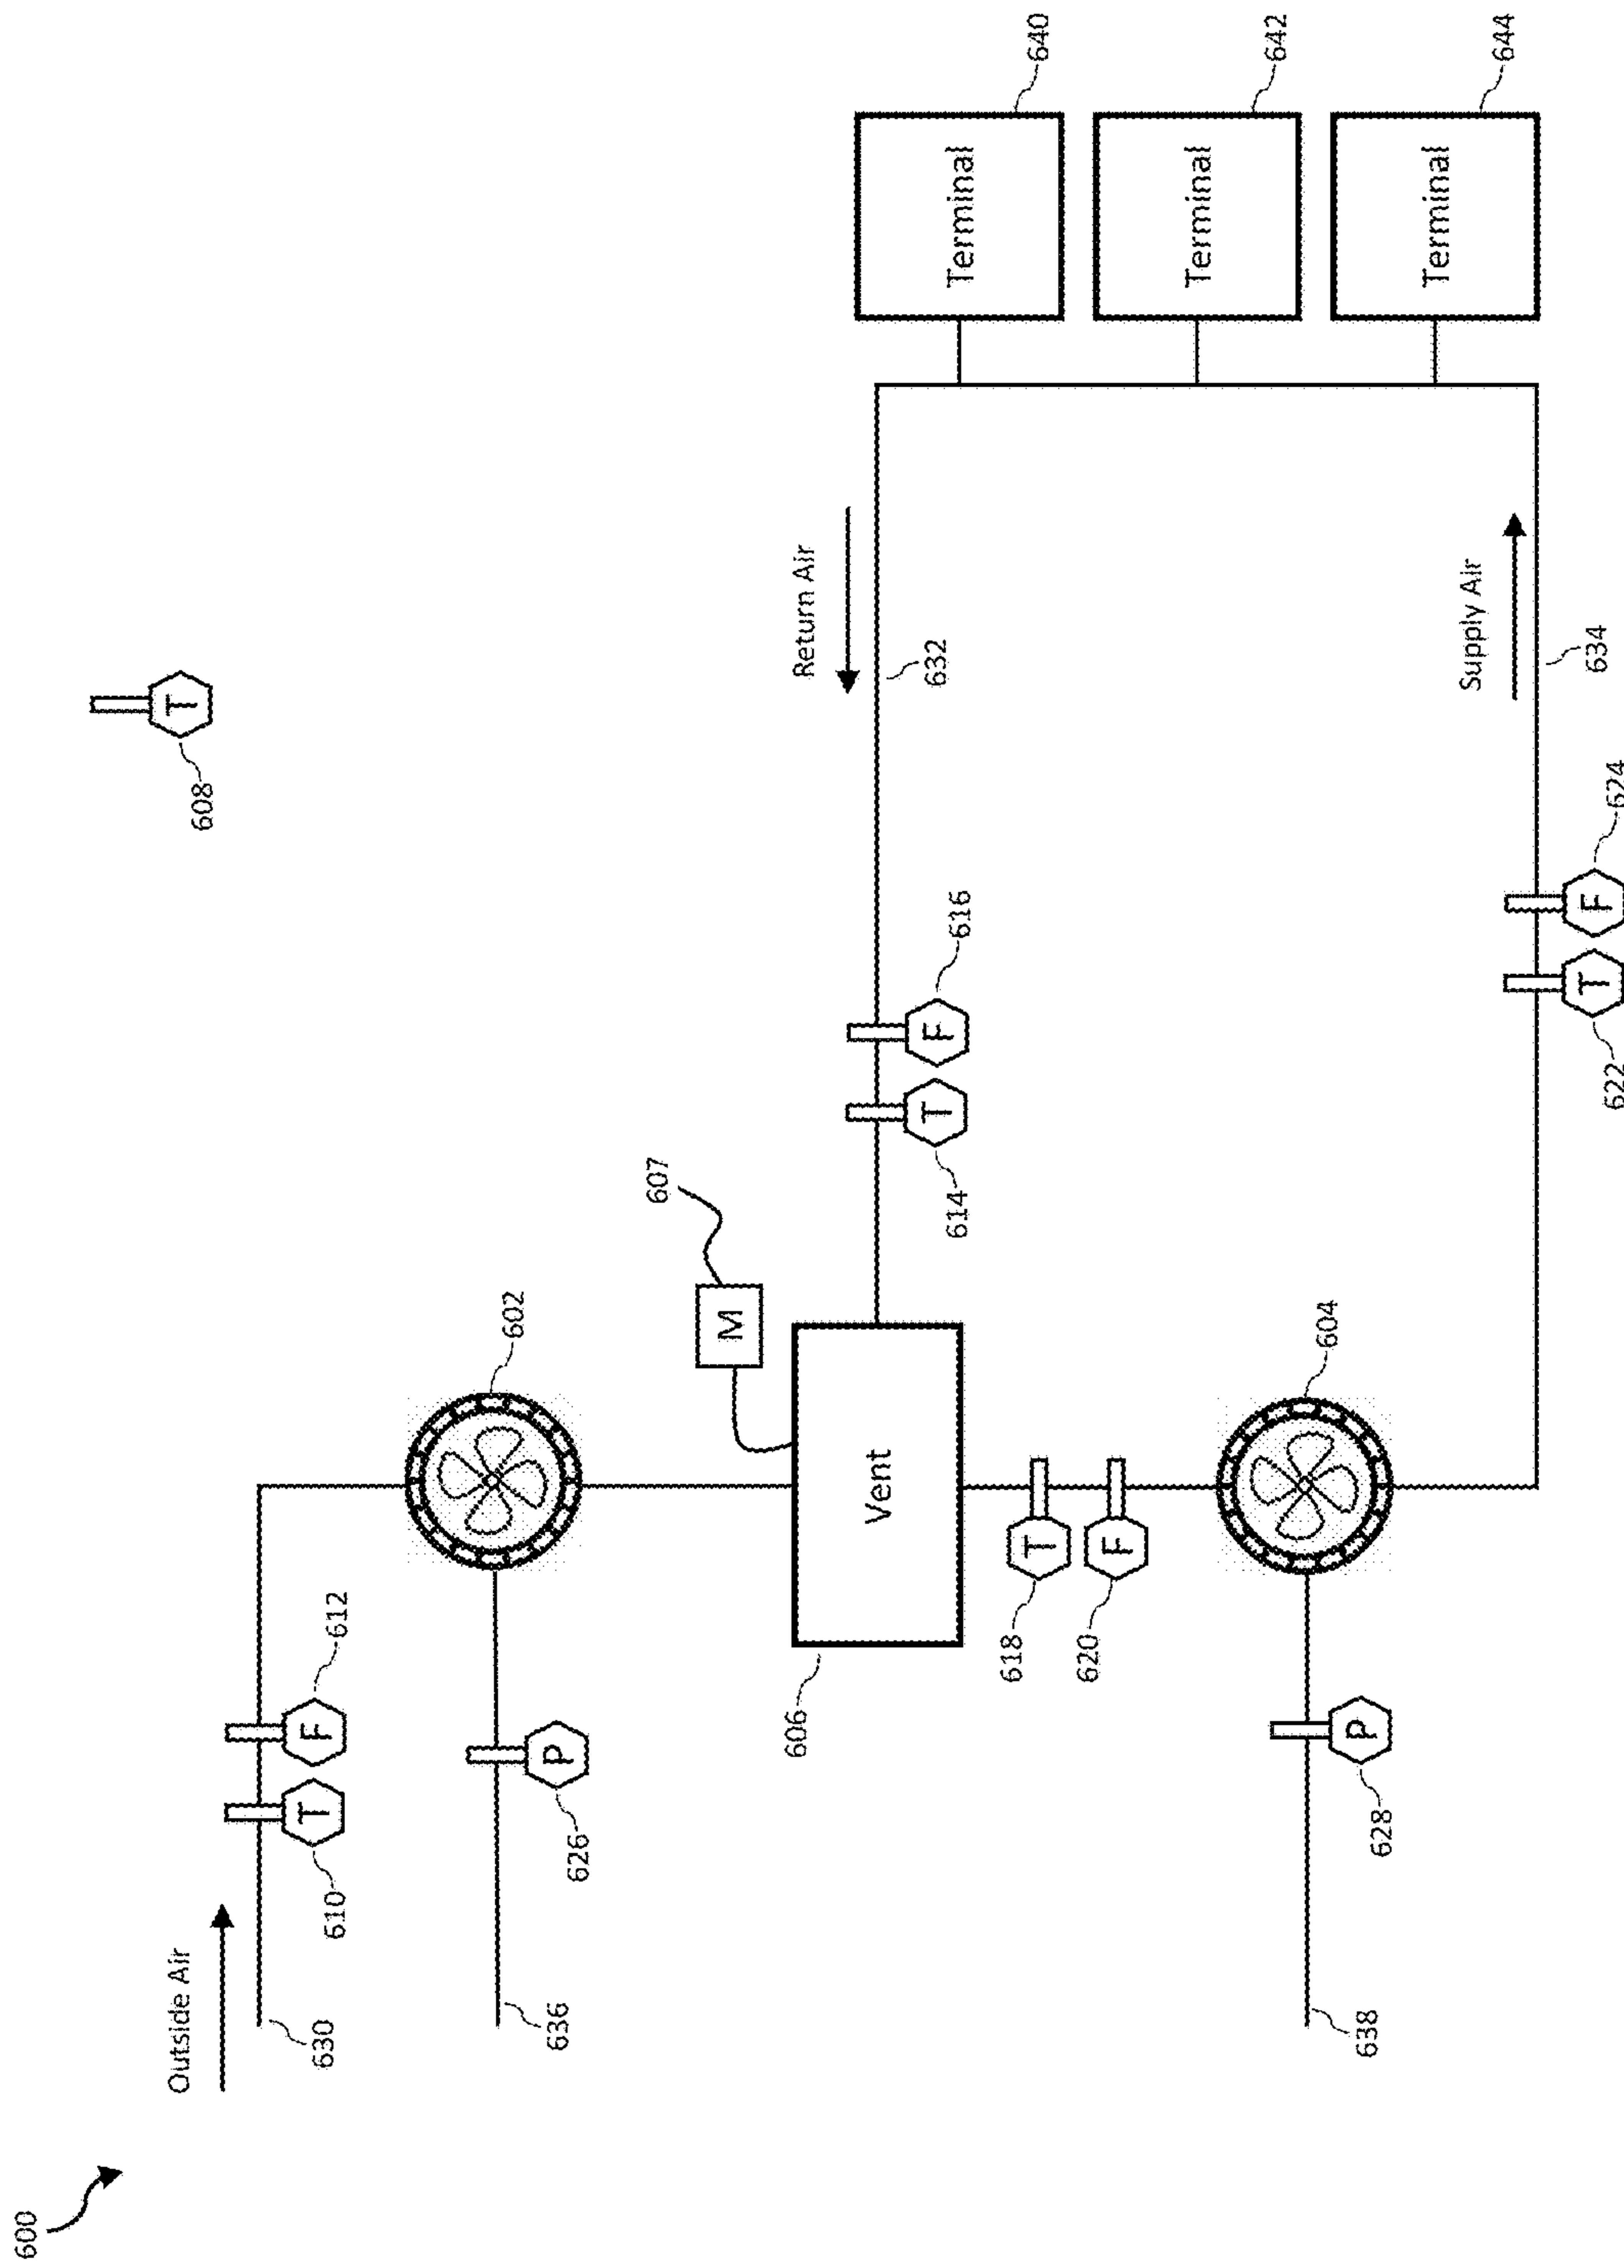 600
Outside Air
630
T
610
F
612
602
636
P
626
T
608
M
607
Vent
606
Return Air
632
T
614
F
616
T
618
F
620
604
638
P
628
Supply Air
634
T
622
F
624
Terminal
640
Terminal
642
Terminal
644